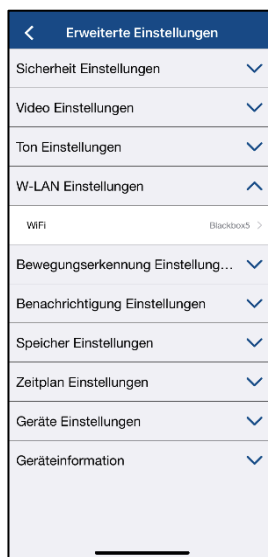 Erweiterte Einstellungen
Sicherheit Einstellungen
Video Einstellungen
Ton Einstellungen
W-LAN Einstellungen
WiFi Blackbox5
Bewegungserkennung Einstellung...
Benachrichtigung Einstellungen
Speicher Einstellungen
Zeitplan Einstellungen
Geräte Einstellungen
Geräteinformation